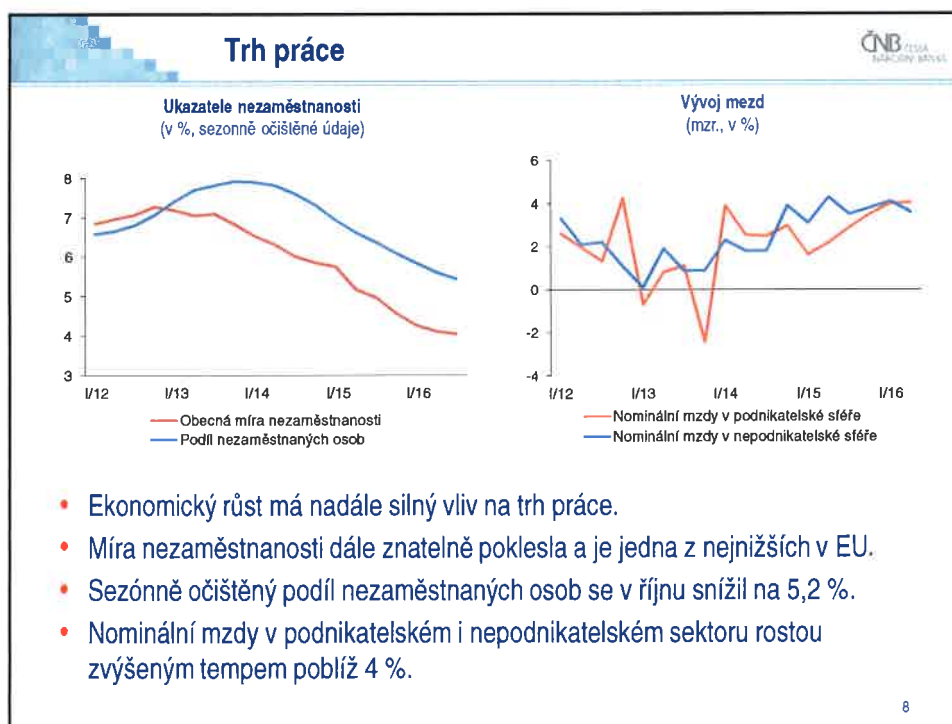 Trh práce
ČNB ČESKÁ
NÁRODNÍ BANKA
Ukazatele nezaměstnanosti
(v %, sezonně očištěné údaje)
8
7
6
5
4
3
I/12 I/13 I/14 I/15 I/16
Obecná míra nezaměstnanosti
Podíl nezaměstnaných osob
Vývoj mezd
(mzr., v %)
6
4
2
0
-2
-4
I/12 I/13 I/14 I/15 I/16
Nominální mzdy v podnikatelské sféře
Nominální mzdy v nepodnikatelské sféře
• Ekonomický růst má nadále silný vliv na trh práce.
• Míra nezaměstnanosti dále znatelně poklesla a je jedna z nejnižších v EU.
• Sezónně očištěný podíl nezaměstnaných osob se v říjnu snížil na 5,2 %.
• Nominální mzdy v podnikatelském i nepodnikatelském sektoru rostou
zvýšeným tempem poblíž 4 %.
8